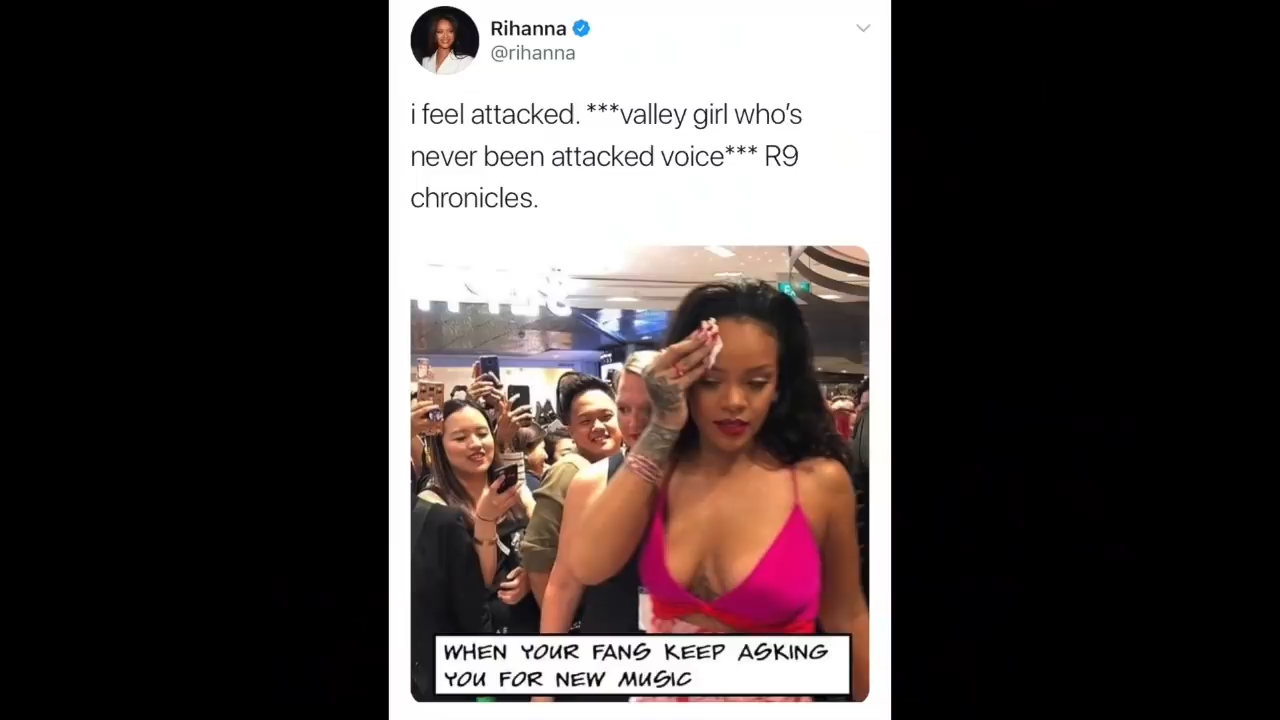 Rihanna
@rihanna
i feel attacked. ***valley girl who's
never been attacked voice*** R9
chronicles.
WHEN YOUR FANS KEEP ASKING
YOU FOR NEW MUSIC